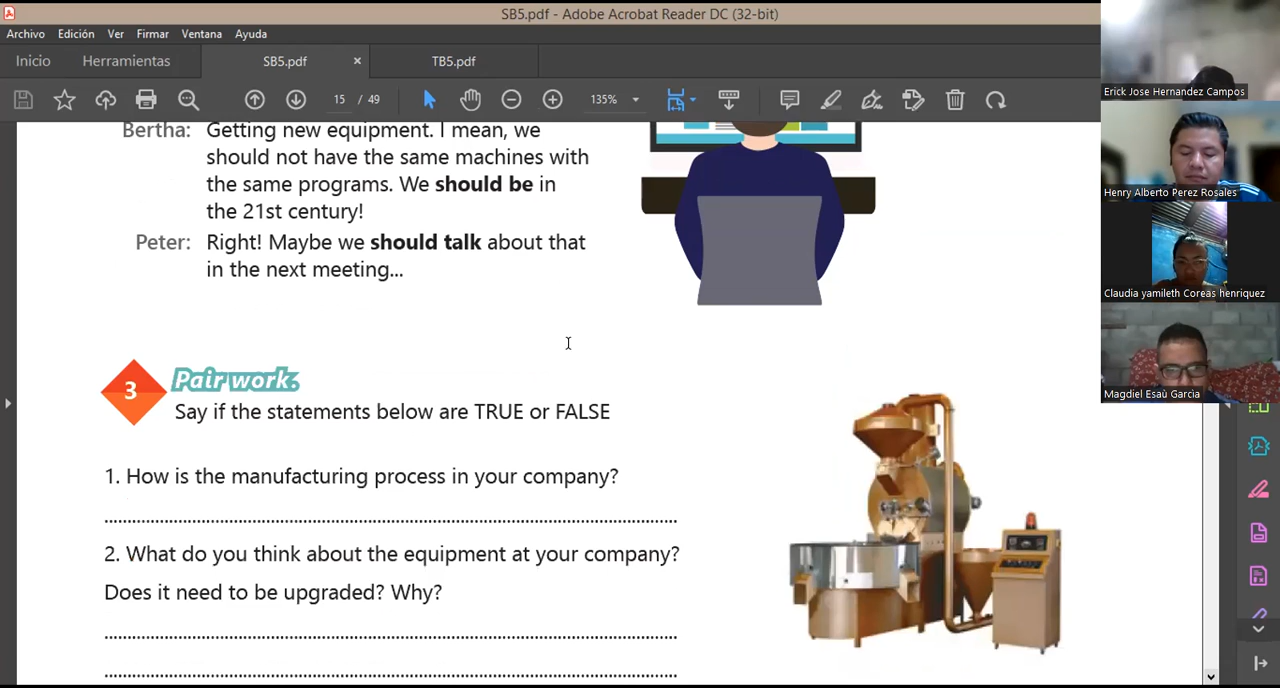 SB5.pdf - Adobe Acrobat Reader DC (32-bit)
Archivo Edición Ver Firmar Ventana Ayuda
Inicio Herramientas SB5.pdf × TB5.pdf
15 / 49 135%
Bertha: Getting new equipment. I mean, we
should not have the same machines with
the same programs. We should be in
the 21st century!
Peter: Right! Maybe we should talk about that
in the next meeting...
3 Pair work.
Say if the statements below are TRUE or FALSE
1. How is the manufacturing process in your company?
2. What do you think about the equipment at your company?
Does it need to be upgraded? Why?
Erick Jose Hernandez Campos
Henry Alberto Perez Rosales
Claudia yamileth Coreas henriquez
Magdiel Esaù Garcia